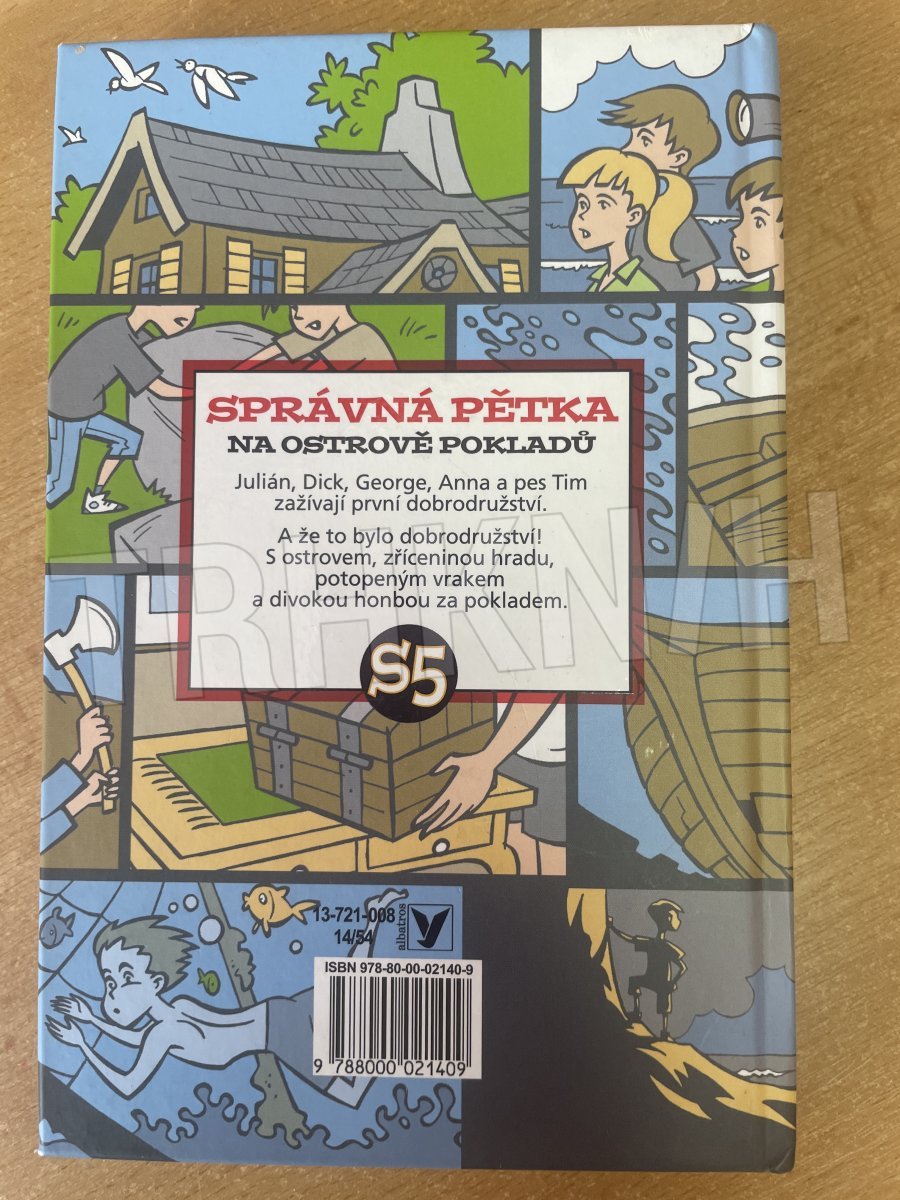 SPRÁVNÁ PĚTKA
NA OSTROVĚ POKLADŮ
Julián, Dick, George, Anna a pes Tim
zažívají první dobrodružství.
A že to bylo dobrodružství!
S ostrovem, zříceninou hradu,
potopeným vrakem
a divokou honbou za pokladem.
TRHKNIH
S5
13-721-008
14/54
albatros
ISBN 978-80-00-02140-9
9 788000 021409